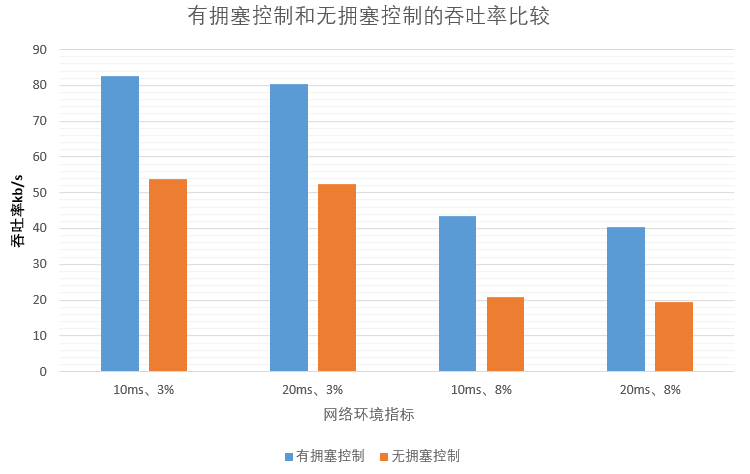 有拥塞控制和无拥塞控制的吞吐率比较
90
80
70
60
50
40
30
20
10
0
吞吐率kb/s
10ms、3%
20ms、3%
10ms、8%
20ms、8%
网络环境指标
有拥塞控制
无拥塞控制